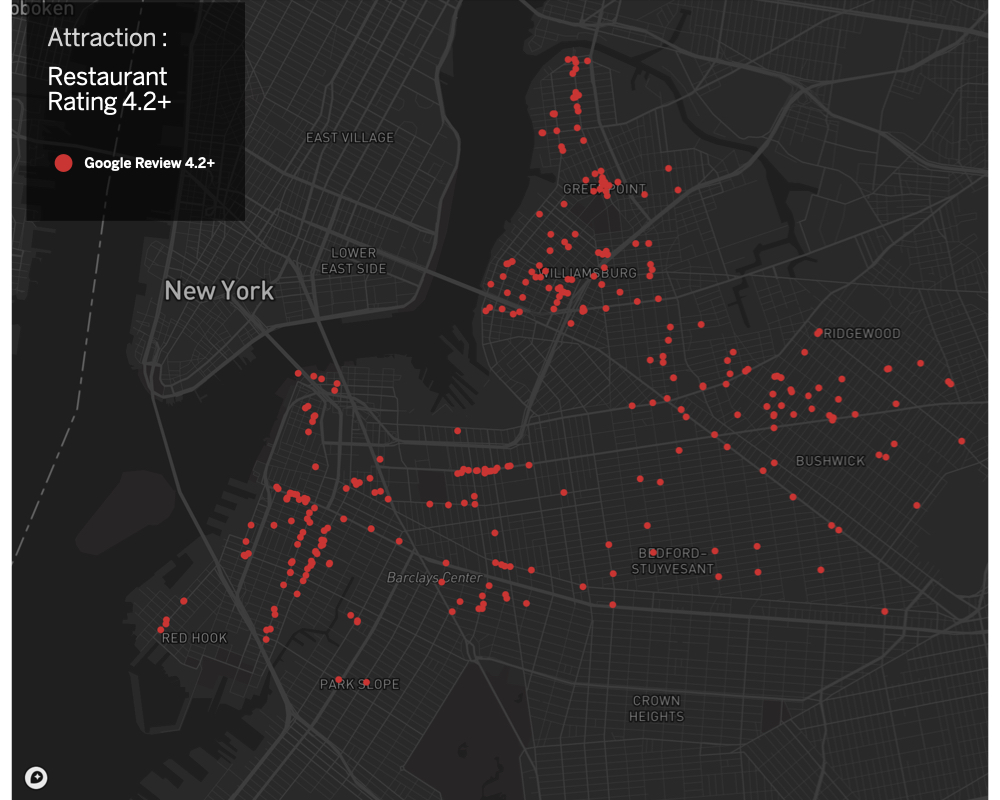 oboken
Attraction :
Restaurant
Rating 4.2+
Google Review 4.2+
EAST VILLAGE
GREENPOINT
LOWER
EAST SIDE
WILLIAMSBURG
New York
RIDGEWOOD
BUSHWICK
BEDFORD-
STUYVESANT
Barclays Center
RED HOOK
PARK SLOPE
CROWN
HEIGHTS